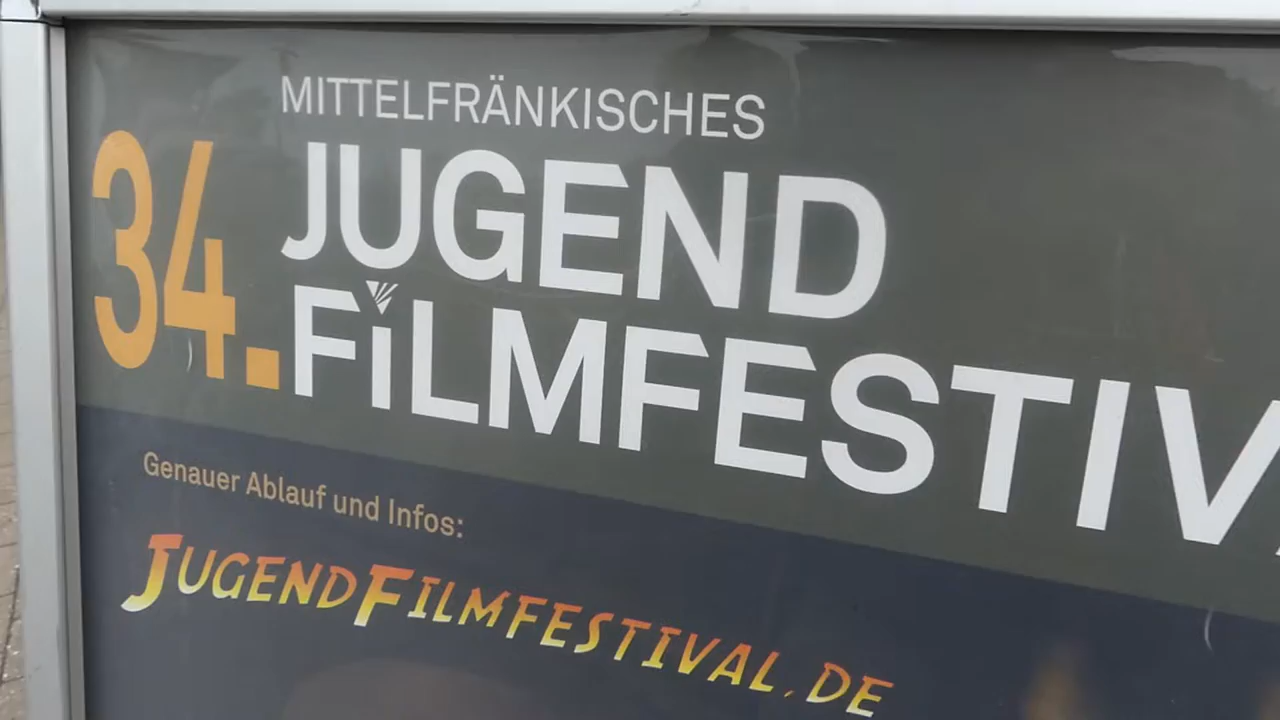 MITTELFRÄNKISCHES
34. JUGEND
FiLMFESTIV
Genauer Ablauf und Infos:
JUGENDFILMFESTIVAL.DE